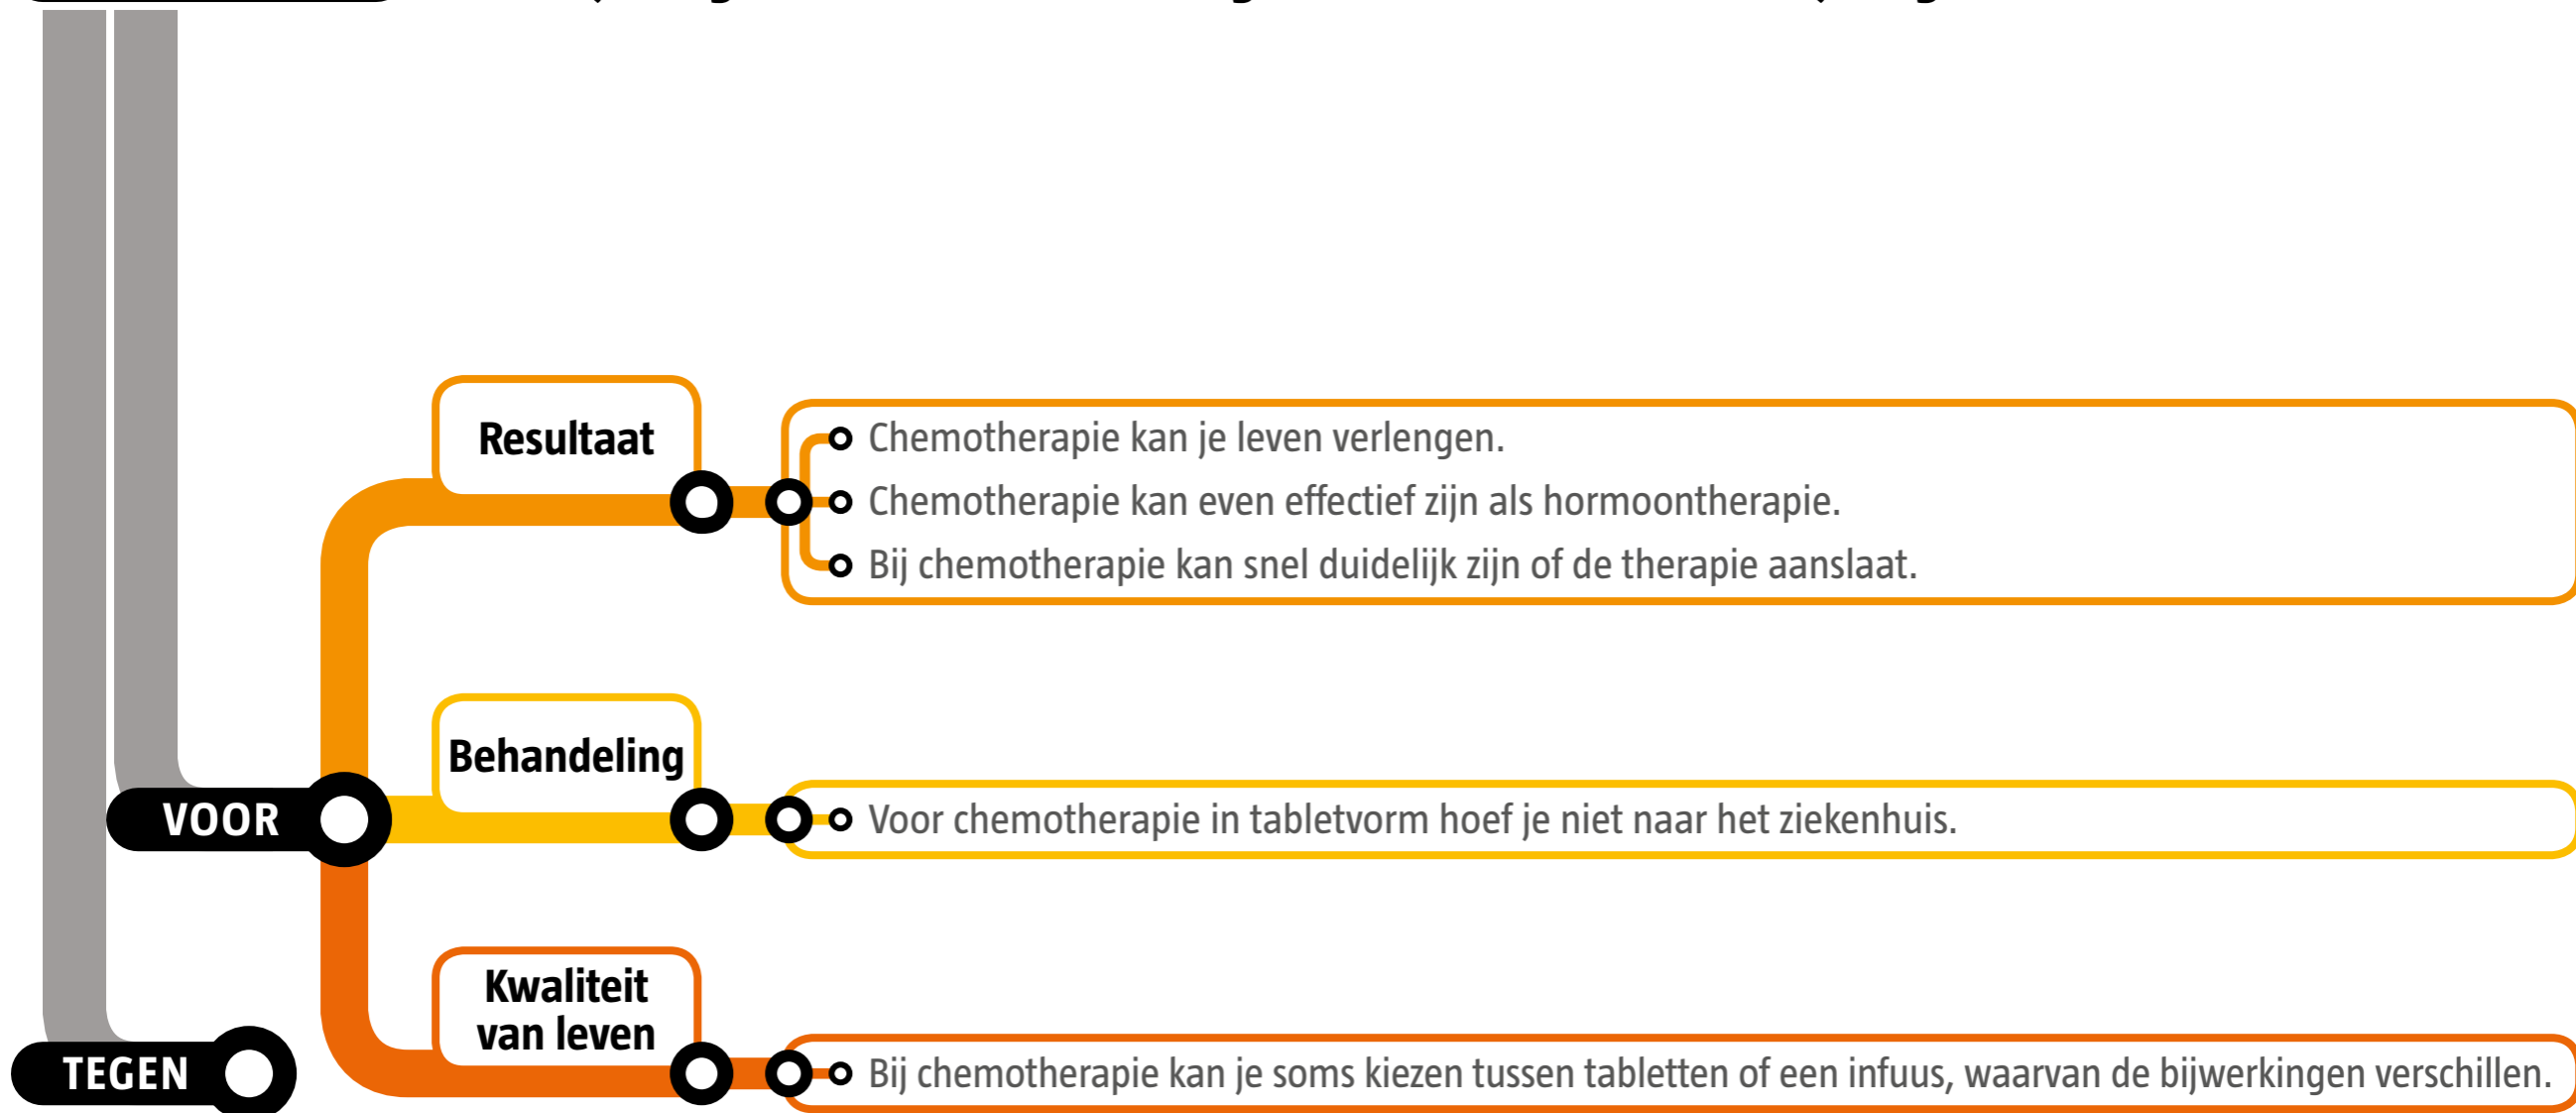 Resultaat
Chemotherapie kan je leven verlengen.
Chemotherapie kan even effectief zijn als hormoontherapie.
Bij chemotherapie kan snel duidelijk zijn of de therapie aanslaat.
Behandeling
VOOR
Voor chemotherapie in tabletvorm hoef je niet naar het ziekenhuis.
Kwaliteit
van leven
TEGEN
Bij chemotherapie kan je soms kiezen tussen tabletten of een infuus, waarvan de bijwerkingen verschillen.